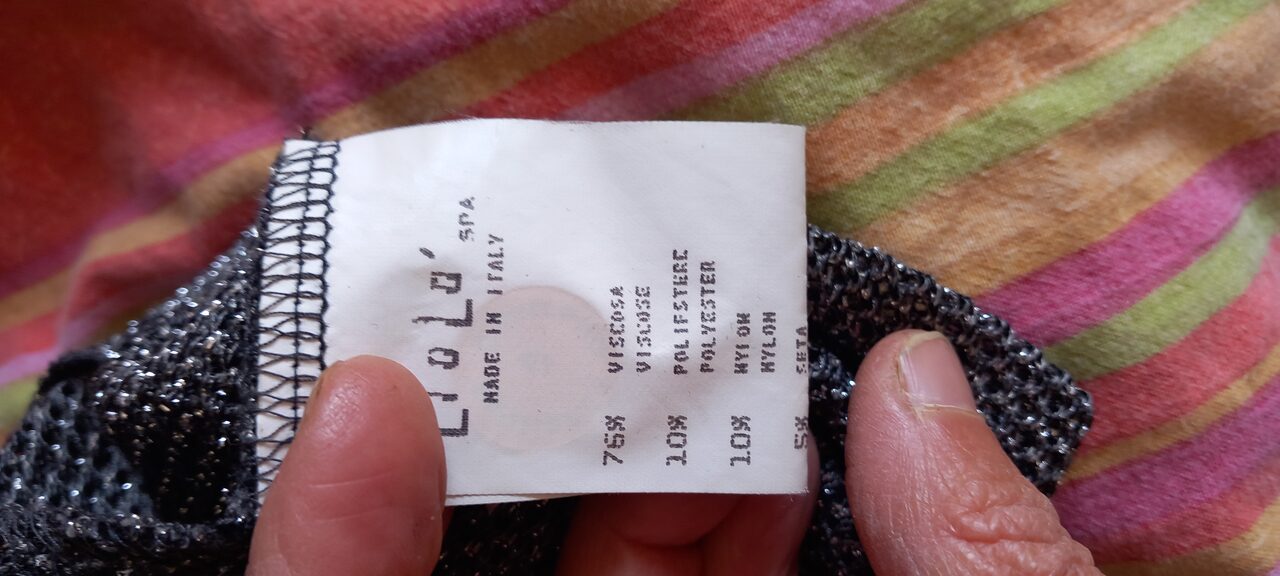 LioLa'
SPA
MADE IN ITALY
75% VISCOSA
VISCOSE
10% POLIESTERE
POLYESTER
10% NYLON
NYLON
5% SETA